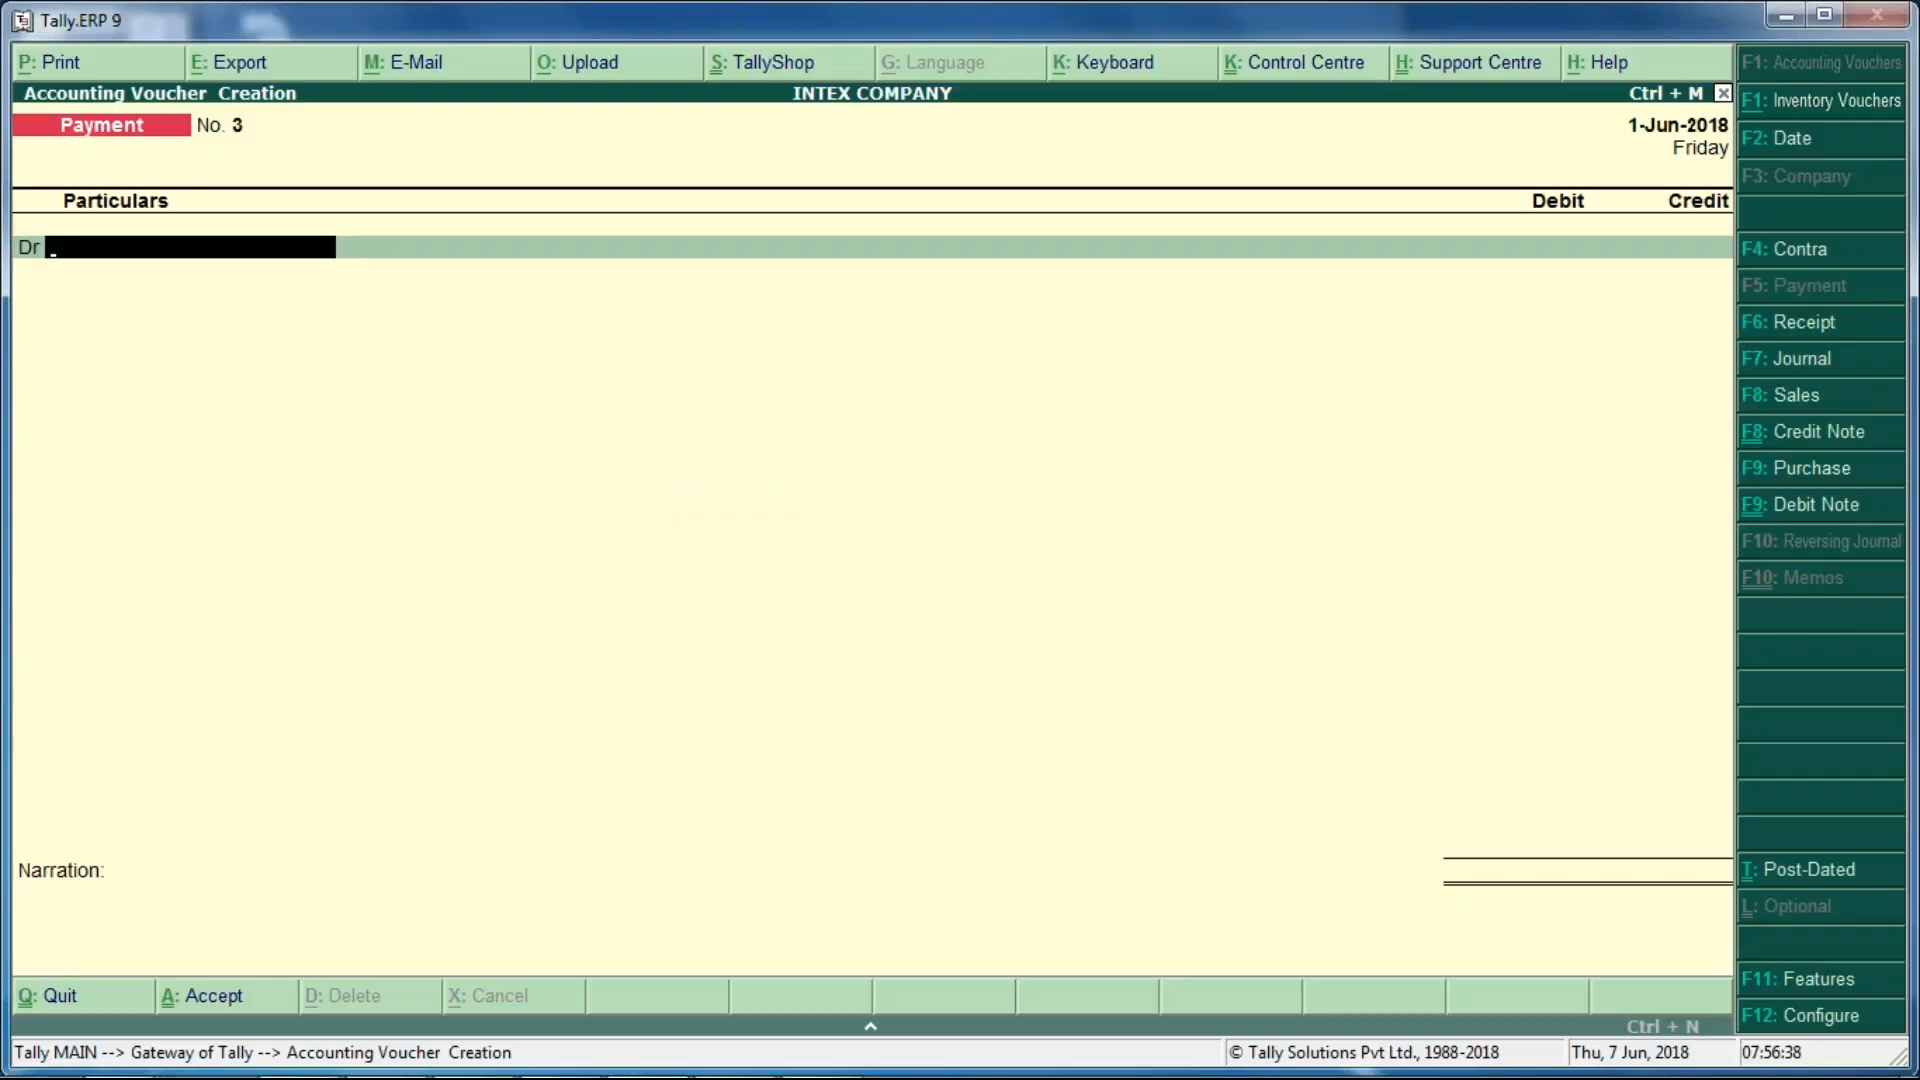 Tally.ERP 9
P: Print E: Export M: E-Mail O: Upload S: TallyShop G: Language K: Keyboard K: Control Centre H: Support Centre H: Help
Accounting Voucher Creation INTEX COMPANY Ctrl + M
Payment No. 3 1-Jun-2018
Friday
Particulars Debit Credit
Dr
Narration:
F1: Accounting Vouchers
F1: Inventory Vouchers
F2: Date
F3: Company
F4: Contra
F5: Payment
F6: Receipt
F7: Journal
F8: Sales
F8: Credit Note
F9: Purchase
F9: Debit Note
F10: Reversing Journal
F10: Memos
T: Post-Dated
L: Optional
F11: Features
F12: Configure
Q: Quit A: Accept D: Delete X: Cancel
Ctrl + N
Tally MAIN --> Gateway of Tally --> Accounting Voucher Creation © Tally Solutions Pvt Ltd., 1988-2018 Thu, 7 Jun, 2018 07:56:38